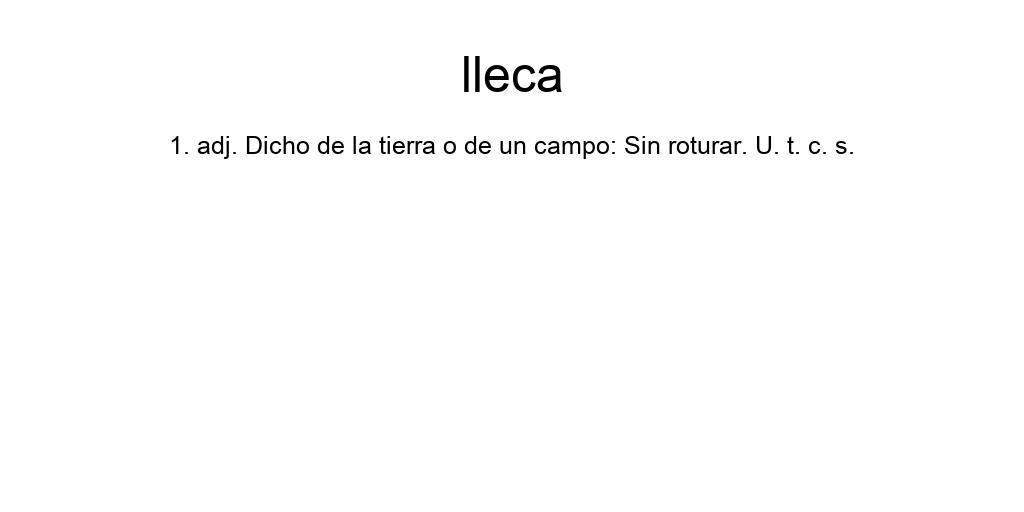 lleca
1. adj. Dicho de la tierra o de un campo: Sin roturar. U. t. c. s.